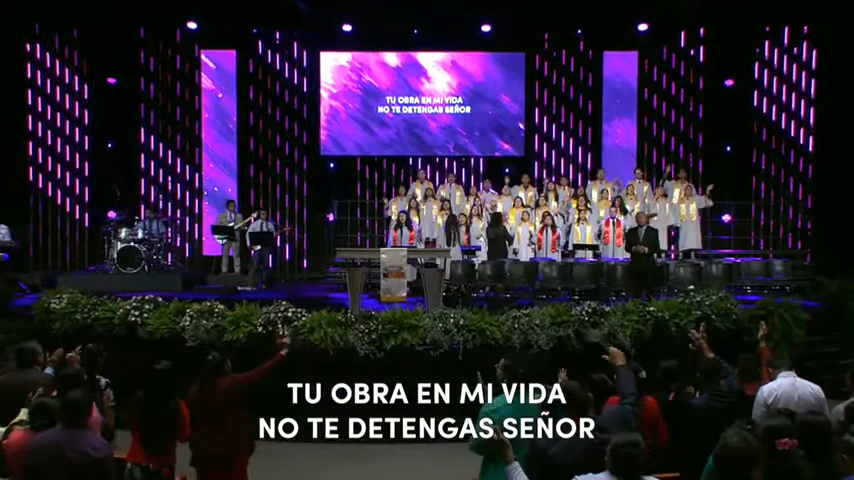 TU OBRA EN MI VIDA
NO TE DETENGAS SEÑOR
TU OBRA EN MI VIDA
NO TE DETENGAS SEÑOR